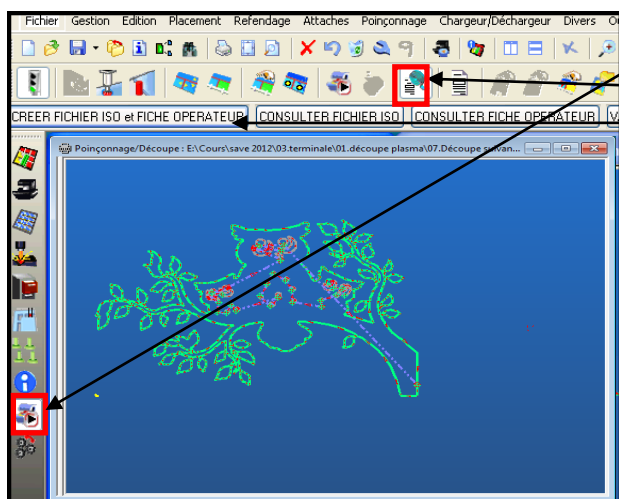 Fichier Gestion Edition Placement Refendage Attaches Poinçonnage Chargeur/Déchargeur Divers
CREER FICHIER ISO et FICHE OPERATEUR CONSULTER FICHIER ISO CONSULTER FICHE OPERATEUR
Poinçonnage/Découpe : E:\Cours\save 2012\03.terminale\01.découpe plasma\07.Découpe suivan...